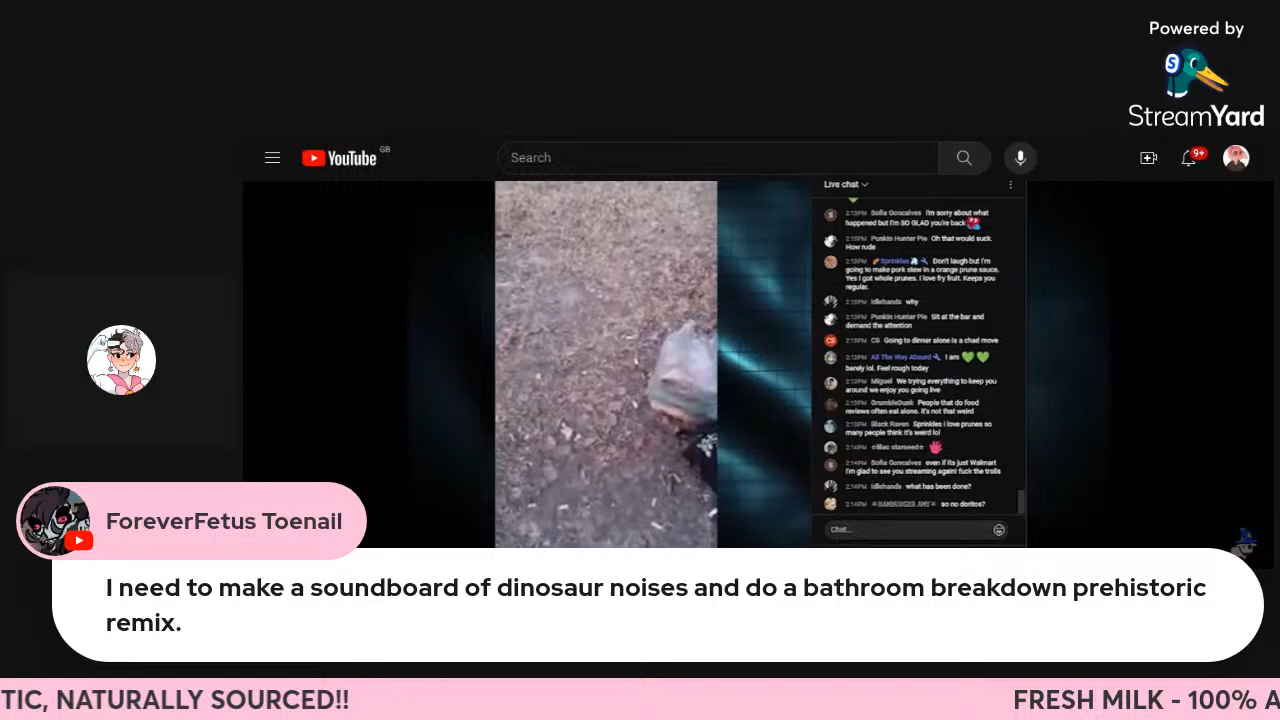 Powered by
StreamYard
YouTube GB
Search
9+
Live chat
2:13PM Sofia Goncalves I'm sorry about what
happened but I'm SO GLAD you're back
2:13PM Punkin Hunter Pie Oh that would suck.
How rude
2:13PM Sprinkles Don't laugh but I'm
going to make pork stew in a orange prune sauce.
Yes I got whole prunes. I love fry fruit. Keeps you
regular.
2:13PM Idlehands why
2:13PM Punkin Hunter Pie Sit at the bar and
demand the attention
CS 2:13PM CS Going to dinner alone is a chad move
2:13PM All The Way Absurd I am
barely lol. Feel rough today
2:13PM Miguel We trying everything to keep you
around we enjoy you going live
2:13PM GrumbleDunk People that do food
reviews often eat alone. it's not that weird
2:13PM Black Raven Sprinkles i love prunes so
many people think it's weird lol
2:14PM lilac starseed
2:14PM Sofia Goncalves even if its just Walmart
I'm glad to see you streaming again! fuck the trolls
2:14PM Idlehands what has been done?
2:14PM HAMBURGER AMY so no doritos?
Chat...
ForeverFetus Toenail
I need to make a soundboard of dinosaur noises and do a bathroom breakdown prehistoric
remix.
TIC, NATURALLY SOURCED!! FRESH MILK - 100% A